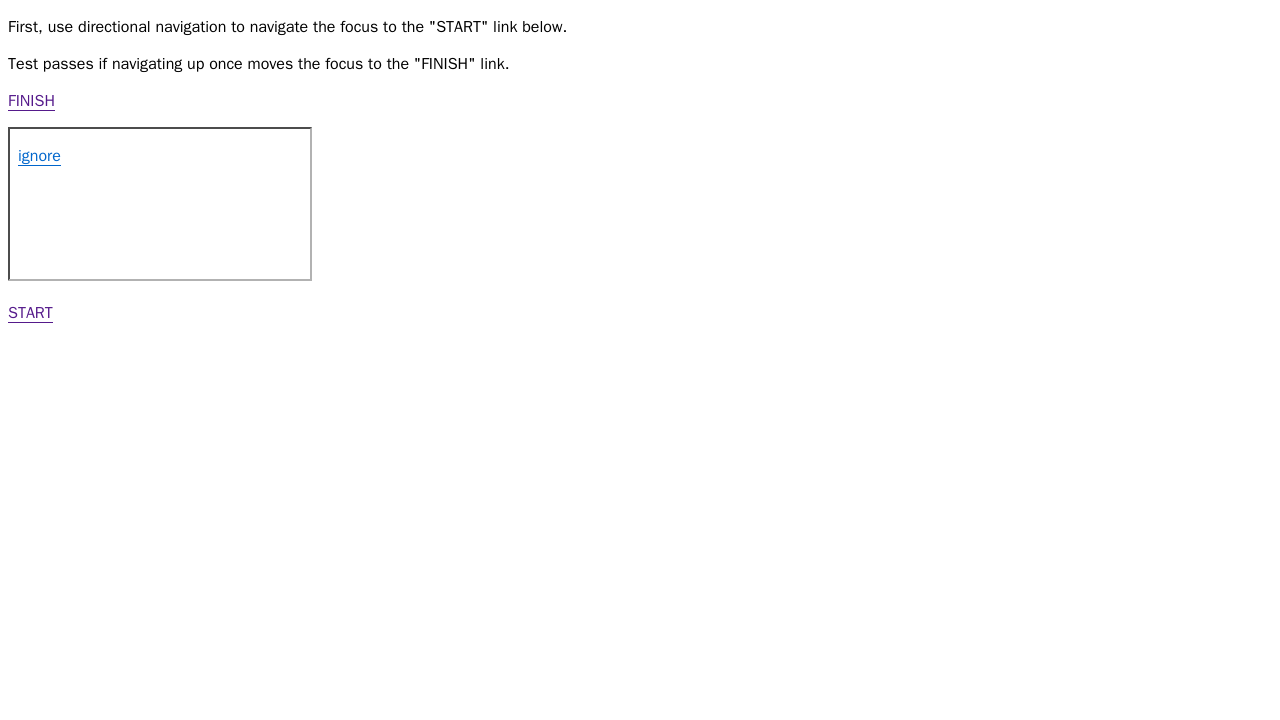 First, use directional navigation to navigate the focus to the "START" link below.
Test passes if navigating up once moves the focus to the "FINISH" link.
FINISH
ignore
START